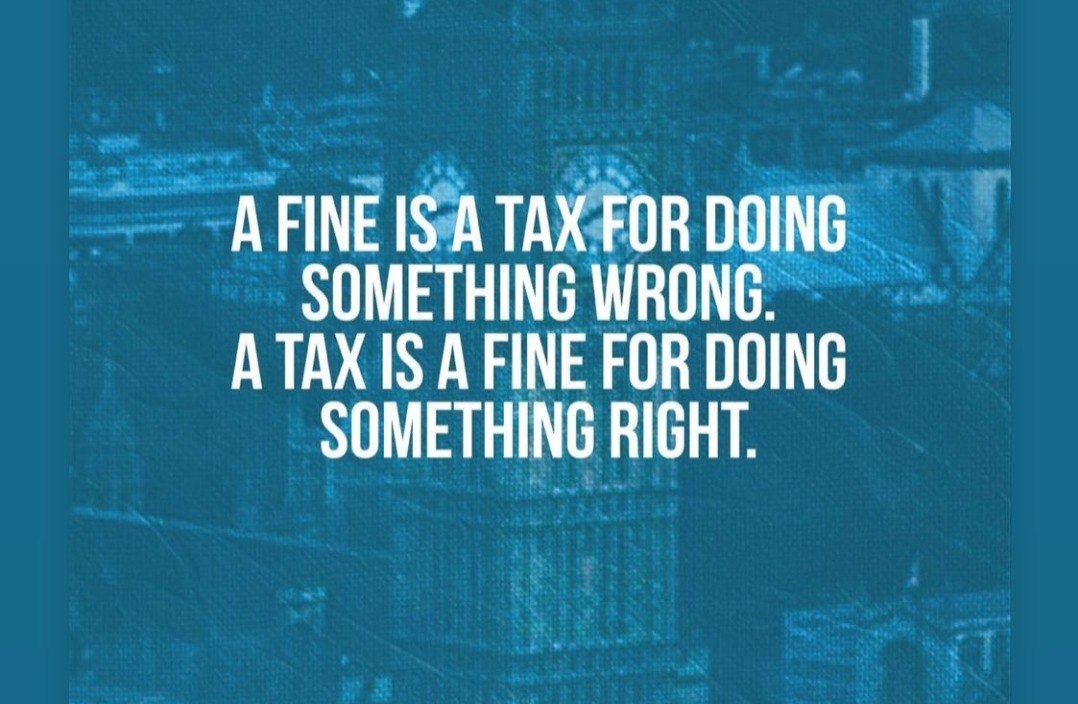 A FINE IS A TAX FOR DOING
SOMETHING WRONG.
A TAX IS A FINE FOR DOING
SOMETHING RIGHT.